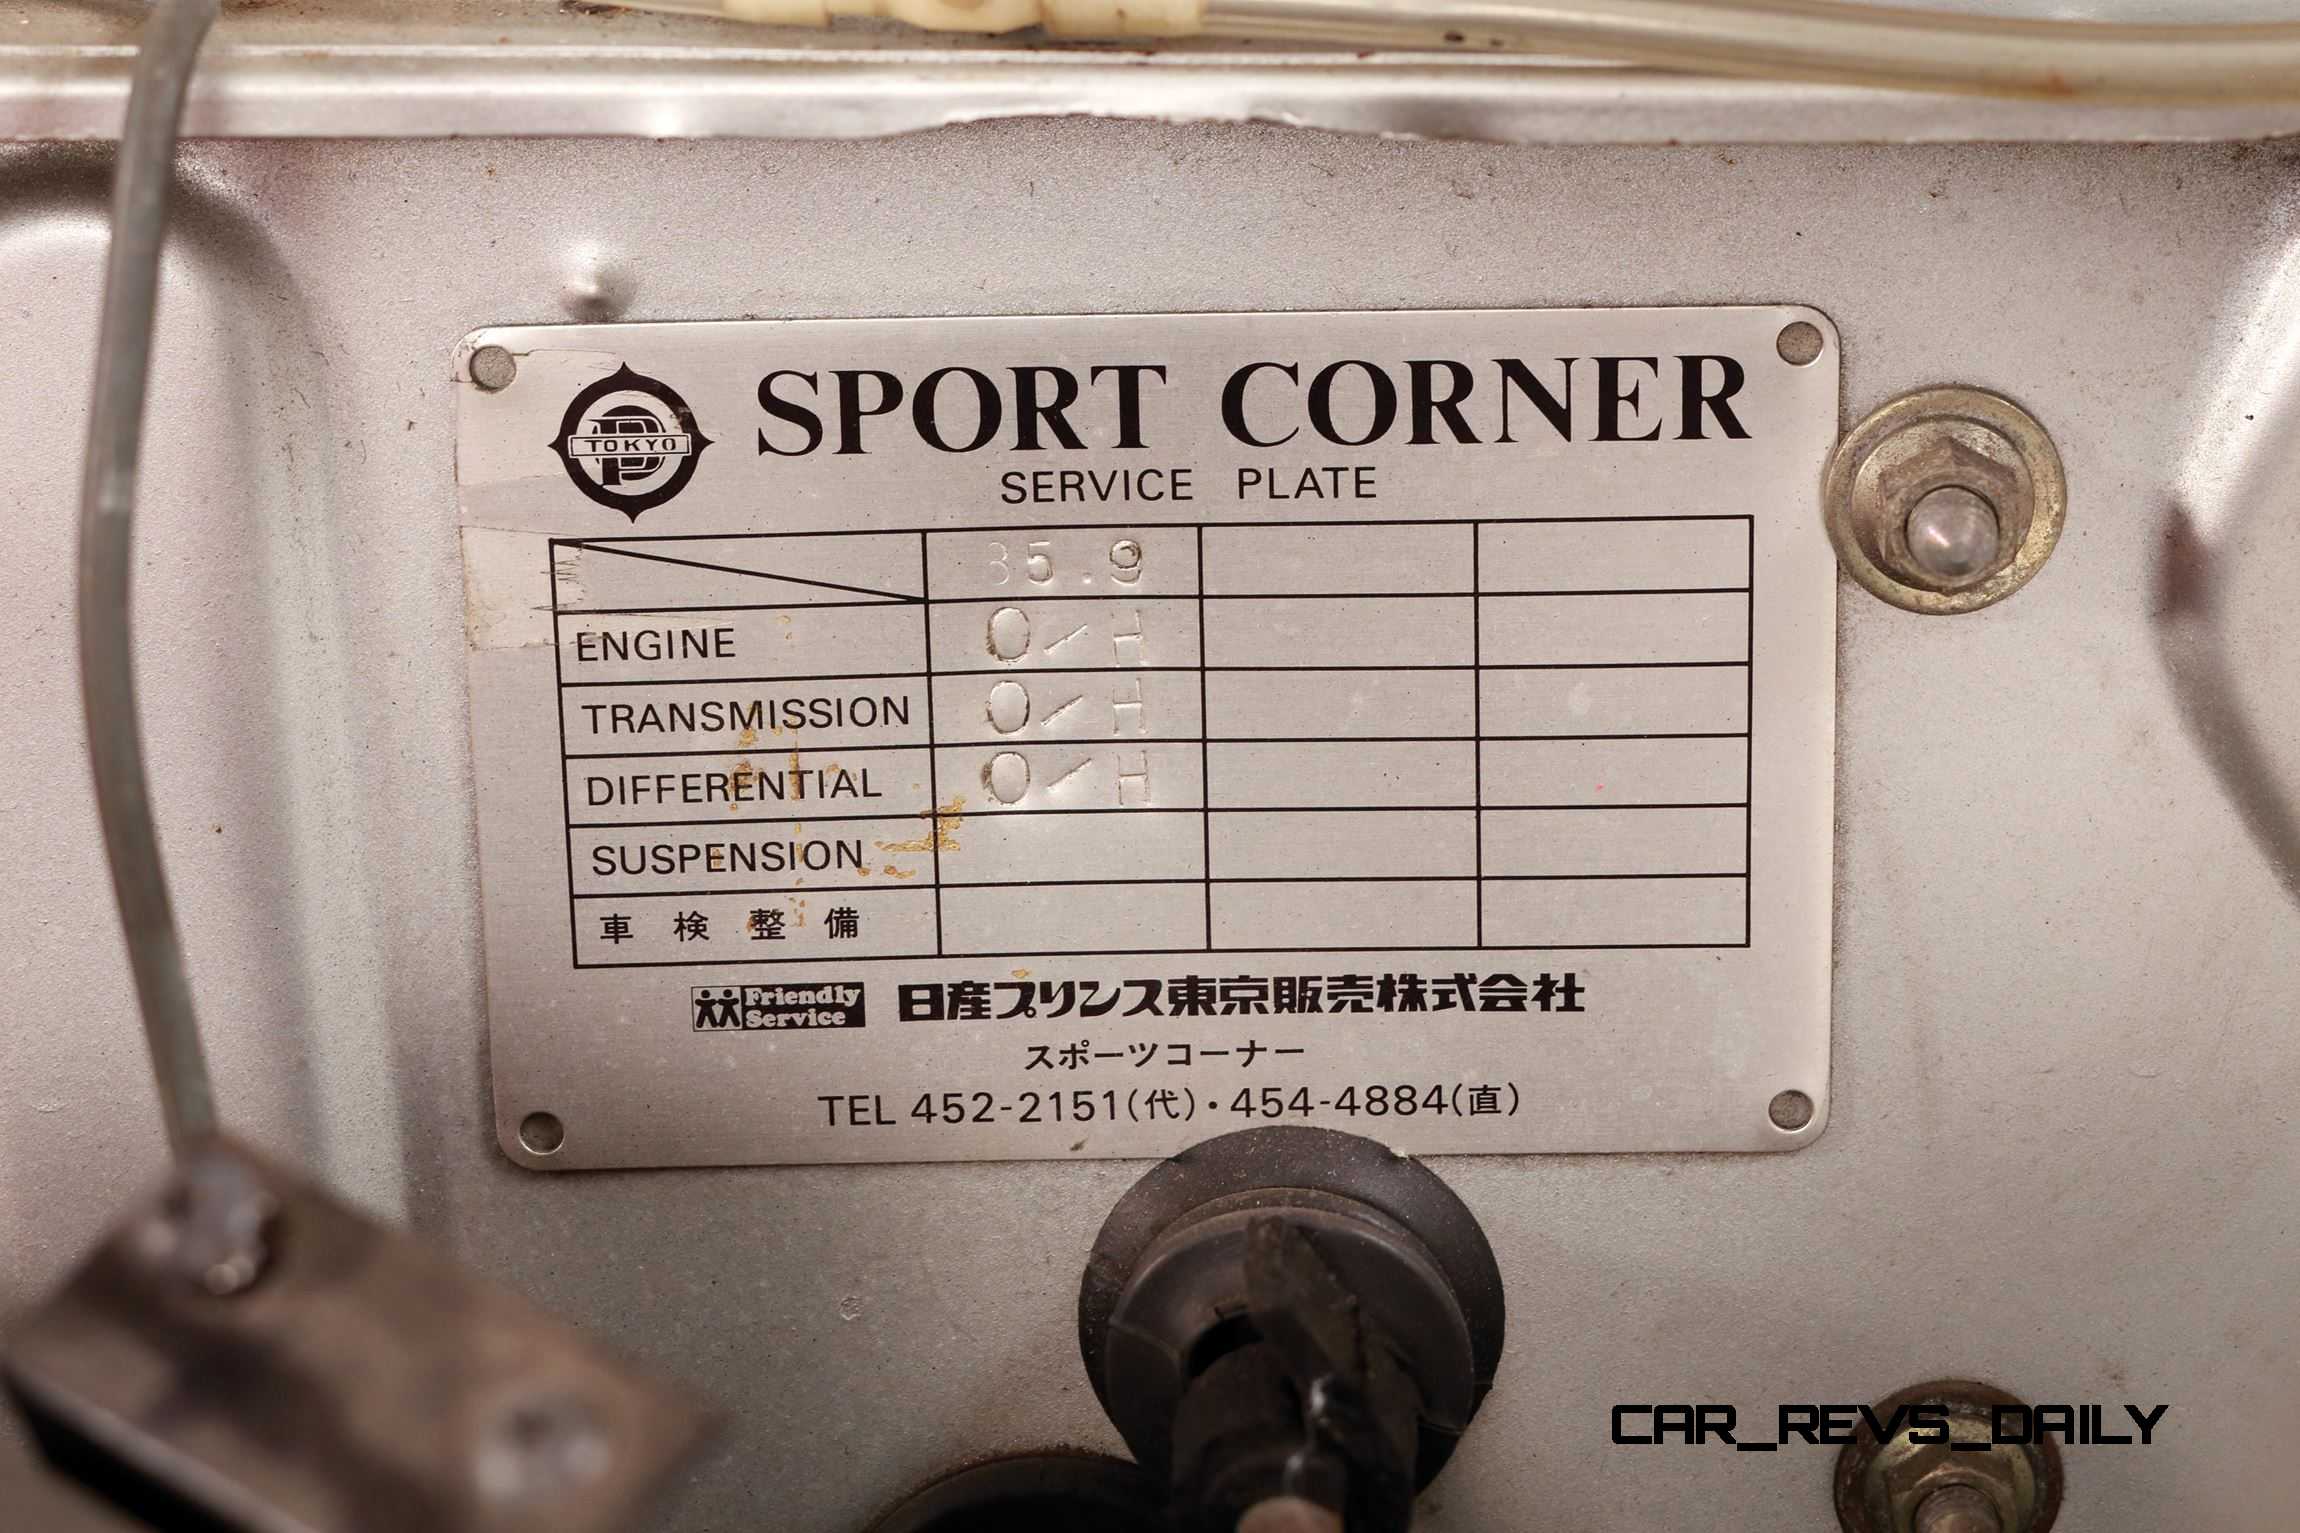 TOKYO
SPORT CORNER
SERVICE PLATE
85.9
ENGINE O/H
TRANSMISSION O/H
DIFFERENTIAL O/H
SUSPENSION
車検整備
Friendly
Service
日産プリンス東京販売株式会社
スポーツコーナー
TEL 452-2151(代)・454-4884(直)
CAR_REVS_DAILY